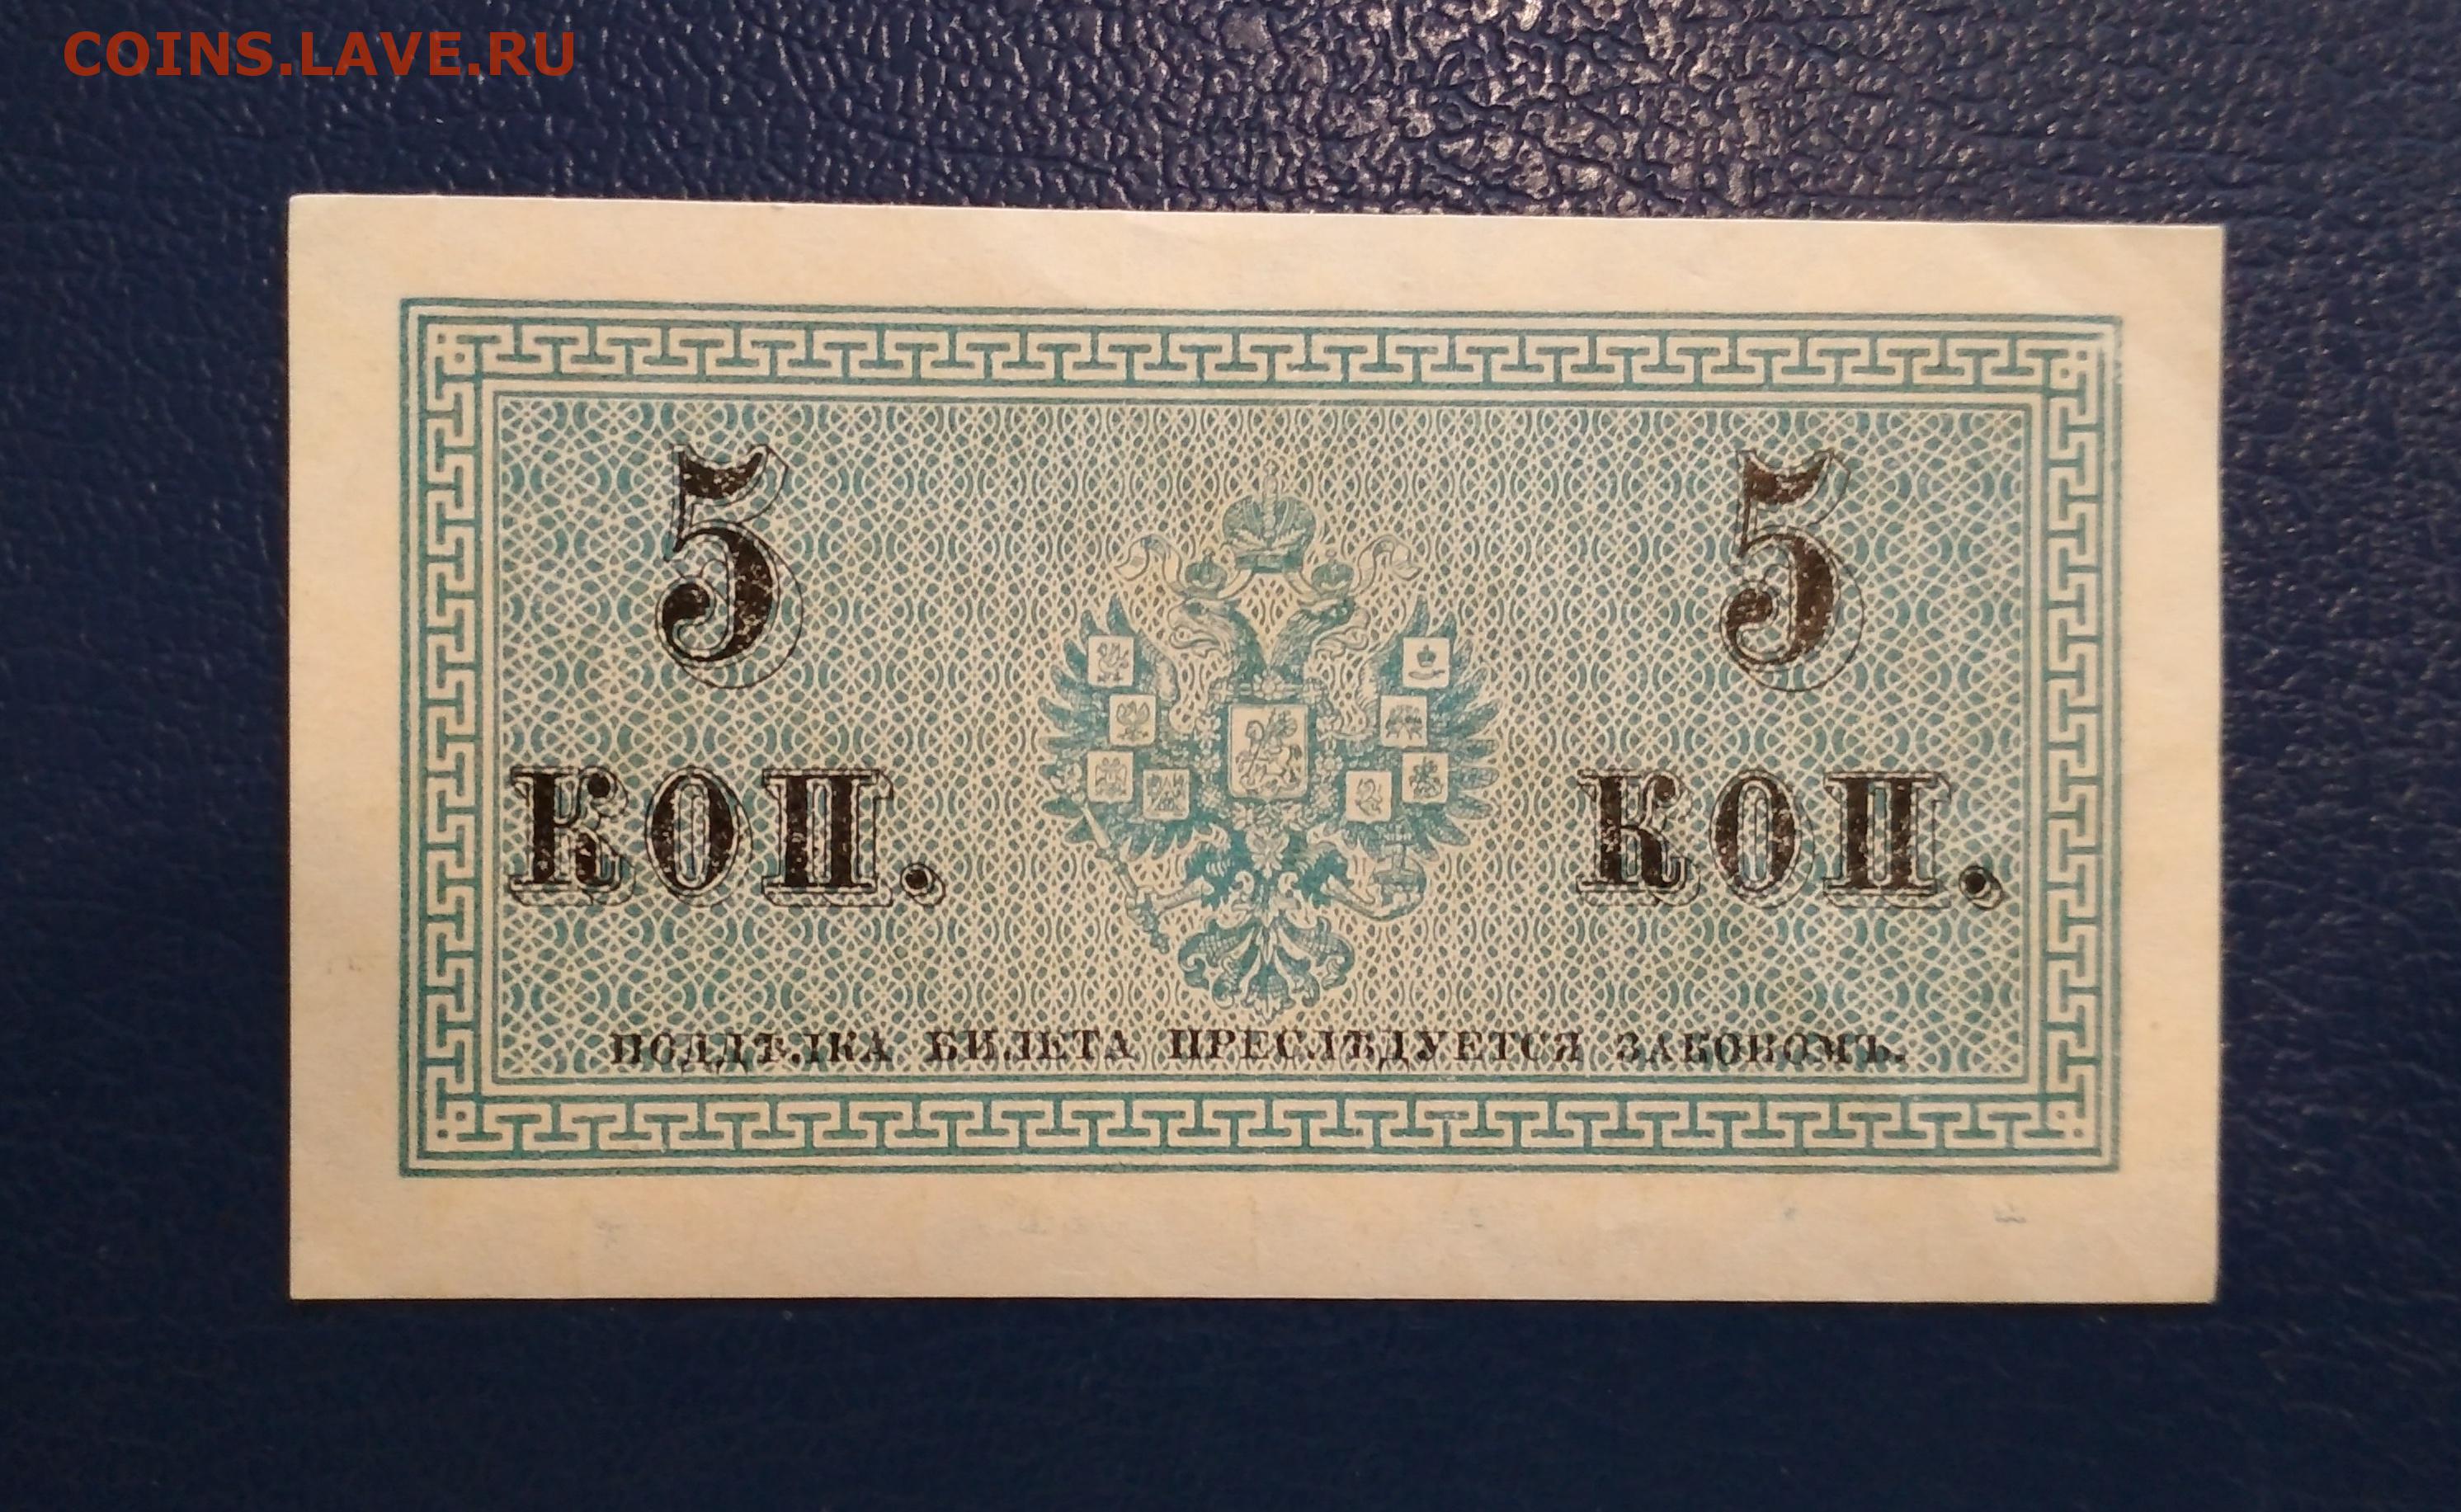 COINS.LAVE.RU
5 5
КОП. КОП.
ПОДДѢЛКА БИЛЕТА ПРЕСЛѢДУЕТСЯ ЗАКОНОМЪ.